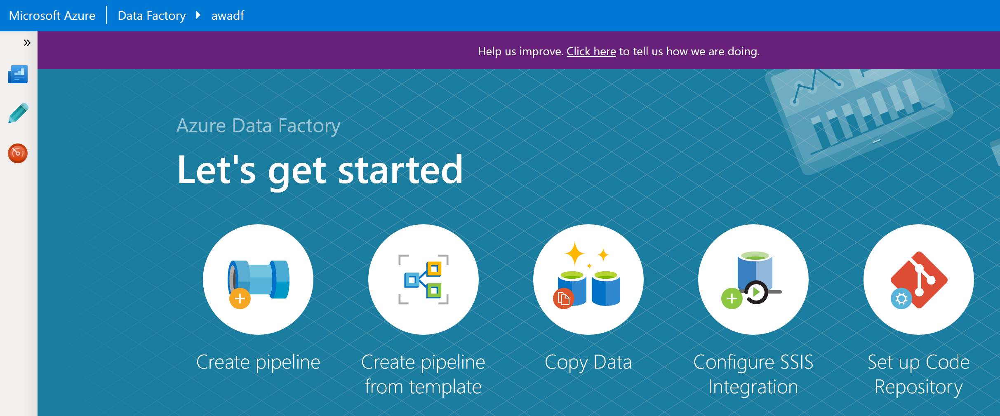 Microsoft Azure
Data Factory
awadf
Help us improve. Click here to tell us how we are doing.
Azure Data Factory
Let's get started
Create pipeline
Create pipeline
from template
Copy Data
Configure SSIS
Integration
Set up Code
Repository